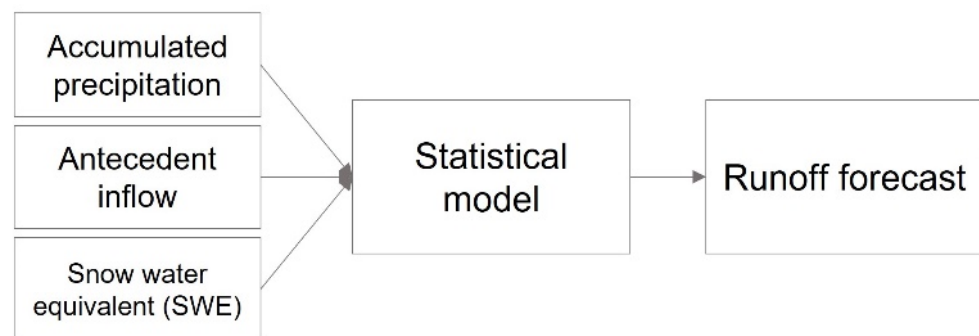 Accumulated
precipitation
Antecedent
inflow
Snow water
equivalent (SWE)
Statistical
model
Runoff forecast